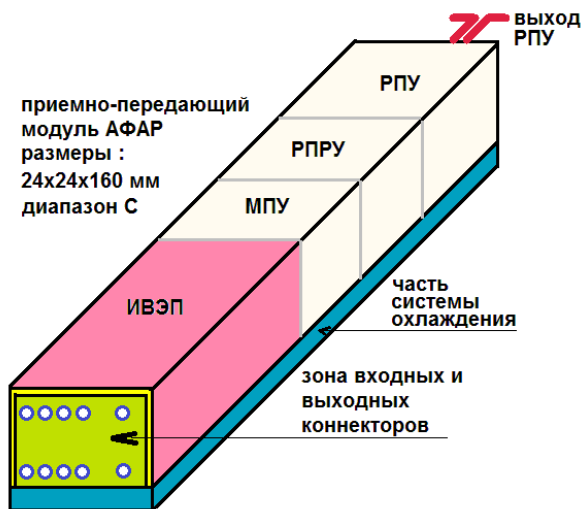 выход
РПУ
РПУ
приемно-передающий
модуль АФАР
размеры :
24х24х160 мм
диапазон С
РПРУ
МПУ
ИВЭП
часть
системы
охлаждения
зона входных и
выходных
коннекторов